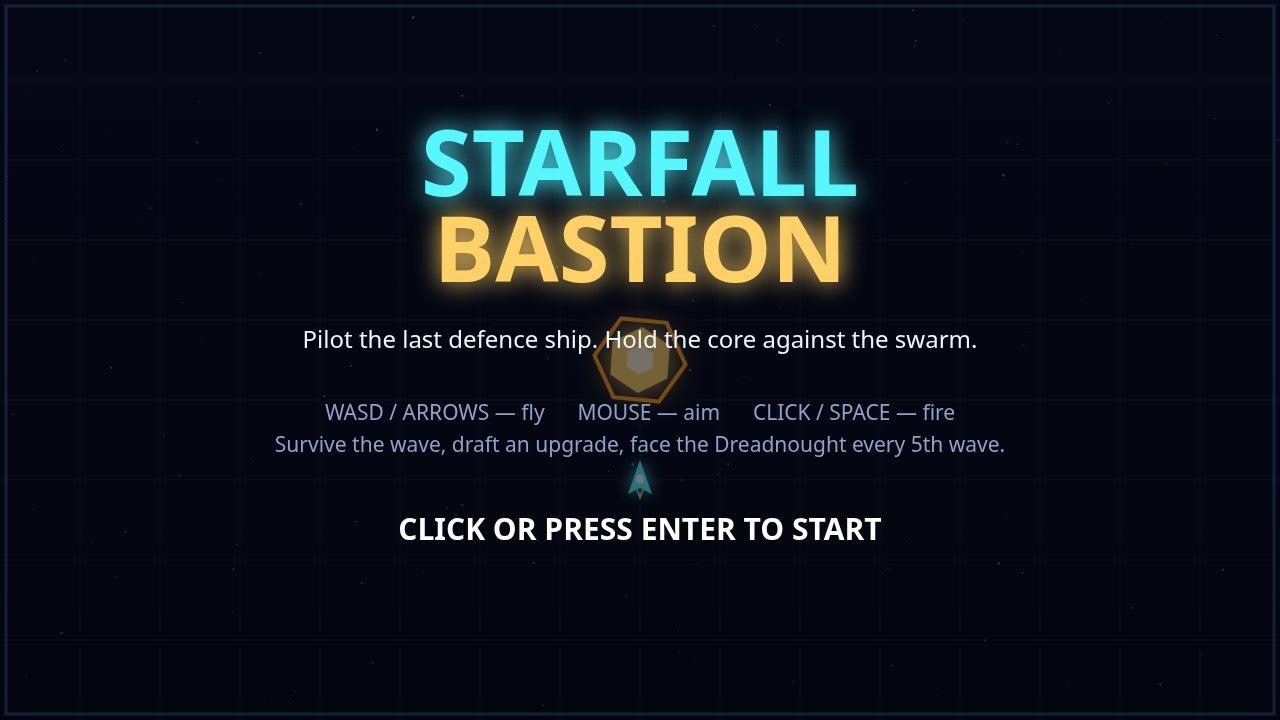 STARFALL
BASTION
Pilot the last defence ship. Hold the core against the swarm.
WASD / ARROWS — fly MOUSE — aim CLICK / SPACE — fire
Survive the wave, draft an upgrade, face the Dreadnought every 5th wave.
CLICK OR PRESS ENTER TO START